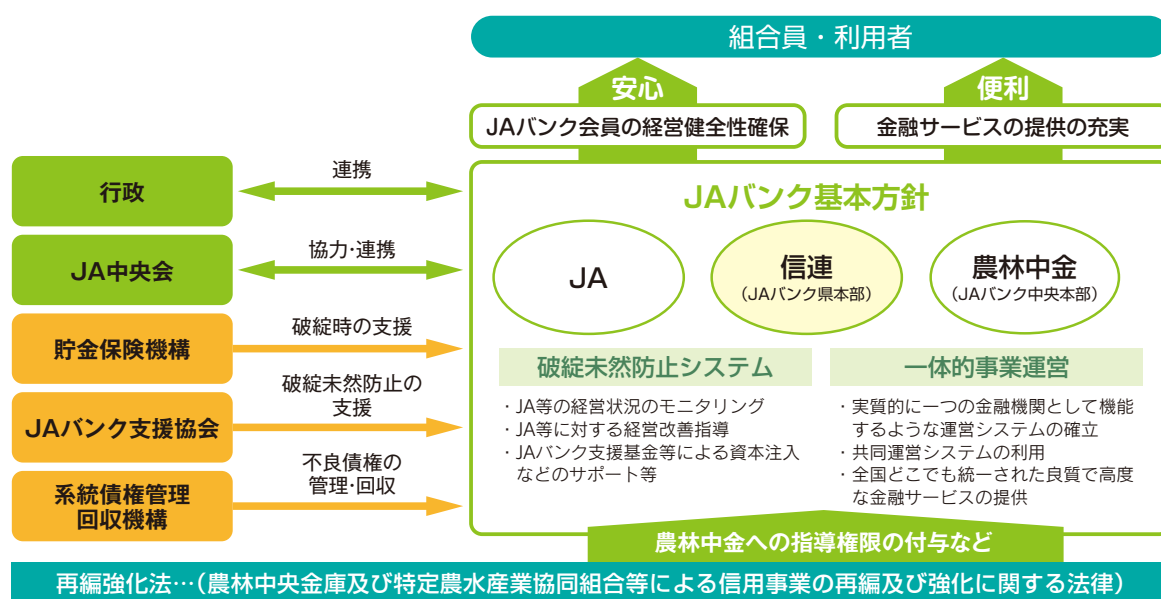 組合員・利用者
安心
便利
JAバンク会員の経営健全性確保
金融サービスの提供の充実
行政
連携
JA中央会
協力・連携
貯金保険機構
破綻時の支援
JAバンク支援協会
破綻未然防止の
支援
系統債権管理
回収機構
不良債権の
管理・回収
JAバンク基本方針
JA
信連
(JAバンク県本部)
農林中金
(JAバンク中央本部)
破綻未然防止システム
・JA等の経営状況のモニタリング
・JA等に対する経営改善指導
・JAバンク支援基金等による資本注入
などのサポート等
一体的事業運営
・実質的に一つの金融機関として機能
するような運営システムの確立
・共同運営システムの利用
・全国どこでも統一された良質で高度
な金融サービスの提供
農林中金への指導権限の付与など
再編強化法…(農林中央金庫及び特定農水産業協同組合等による信用事業の再編及び強化に関する法律)